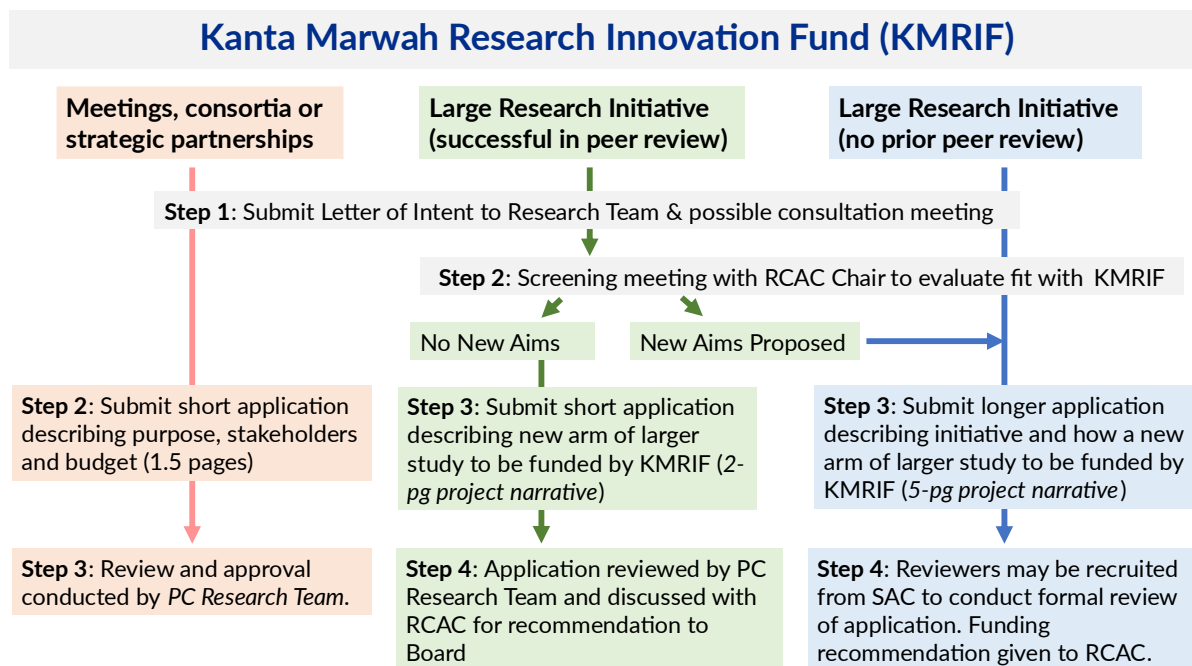 Kanta Marwah Research Innovation Fund (KMRIF)
Meetings, consortia or
strategic partnerships
Large Research Initiative
(successful in peer review)
Large Research Initiative
(no prior peer review)
Step 1: Submit Letter of Intent to Research Team & possible consultation meeting
Step 2: Screening meeting with RCAC Chair to evaluate fit with KMRIF
No New Aims
New Aims Proposed
Step 2: Submit short application
describing purpose, stakeholders
and budget (1.5 pages)
Step 3: Submit short application
describing new arm of larger
study to be funded by KMRIF (2-
pg project narrative)
Step 3: Submit longer application
describing initiative and how a new
arm of larger study to be funded by
KMRIF (5-pg project narrative)
Step 3: Review and approval
conducted by PC Research Team.
Step 4: Application reviewed by PC
Research Team and discussed with
RCAC for recommendation to
Board
Step 4: Reviewers may be recruited
from SAC to conduct formal review
of application. Funding
recommendation given to RCAC.